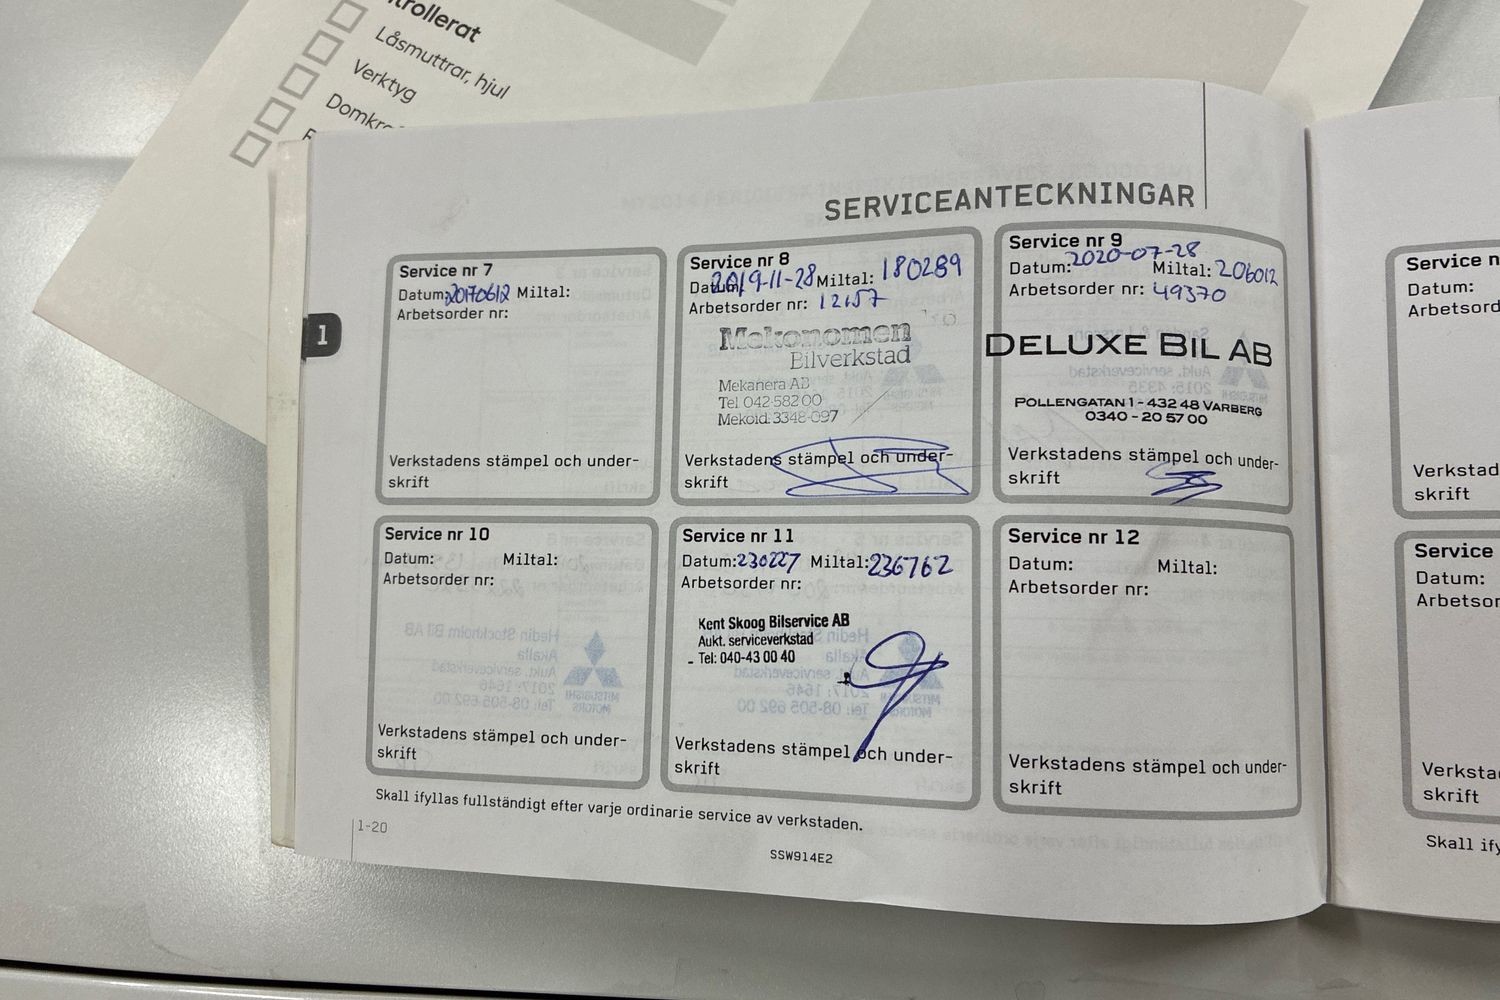 trollerat
Låsmuttrar, hjul
Verktyg
SERVICEANTECKNINGAR
1
Service nr 7
Datum: 20170612 Miltal:
Arbetsorder nr:
Verkstadens stämpel och under-
skrift
Service nr 8
Datum: 2019-11-28 Miltal: 180289
Arbetsorder nr: 12157
Mekonomen
Bilverkstad
Mekanera AB
Tel 042 582 00
Mekoid: 3348-097
Verkstadens stämpel och under-
skrift
Service nr 9
Datum: 2020-07-28 Miltal: 206012
Arbetsorder nr: 49370
DELUXE BIL AB
POLLENGATAN 1 - 432 48 VARBERG
0340 - 20 57 00
Verkstadens stämpel och under-
skrift
Service nr 10
Datum: Miltal:
Arbetsorder nr:
Verkstadens stämpel och under-
skrift
Service nr 11
Datum: 230227 Miltal: 236762
Arbetsorder nr:
Kent Skoog Bilservice AB
Aukt. serviceverkstad
Tel: 040-43 00 40
Verkstadens stämpel och under-
skrift
Service nr 12
Datum: Miltal:
Arbetsorder nr:
Verkstadens stämpel och under-
skrift
Skall ifyllas fullständigt efter varje ordinarie service av verkstaden.
1-20
SSW914E2
Service n
Datum:
Arbetsord
Verkstad
skrift
Service
Datum:
Arbetsor
Verksta
skrift
Skall ify